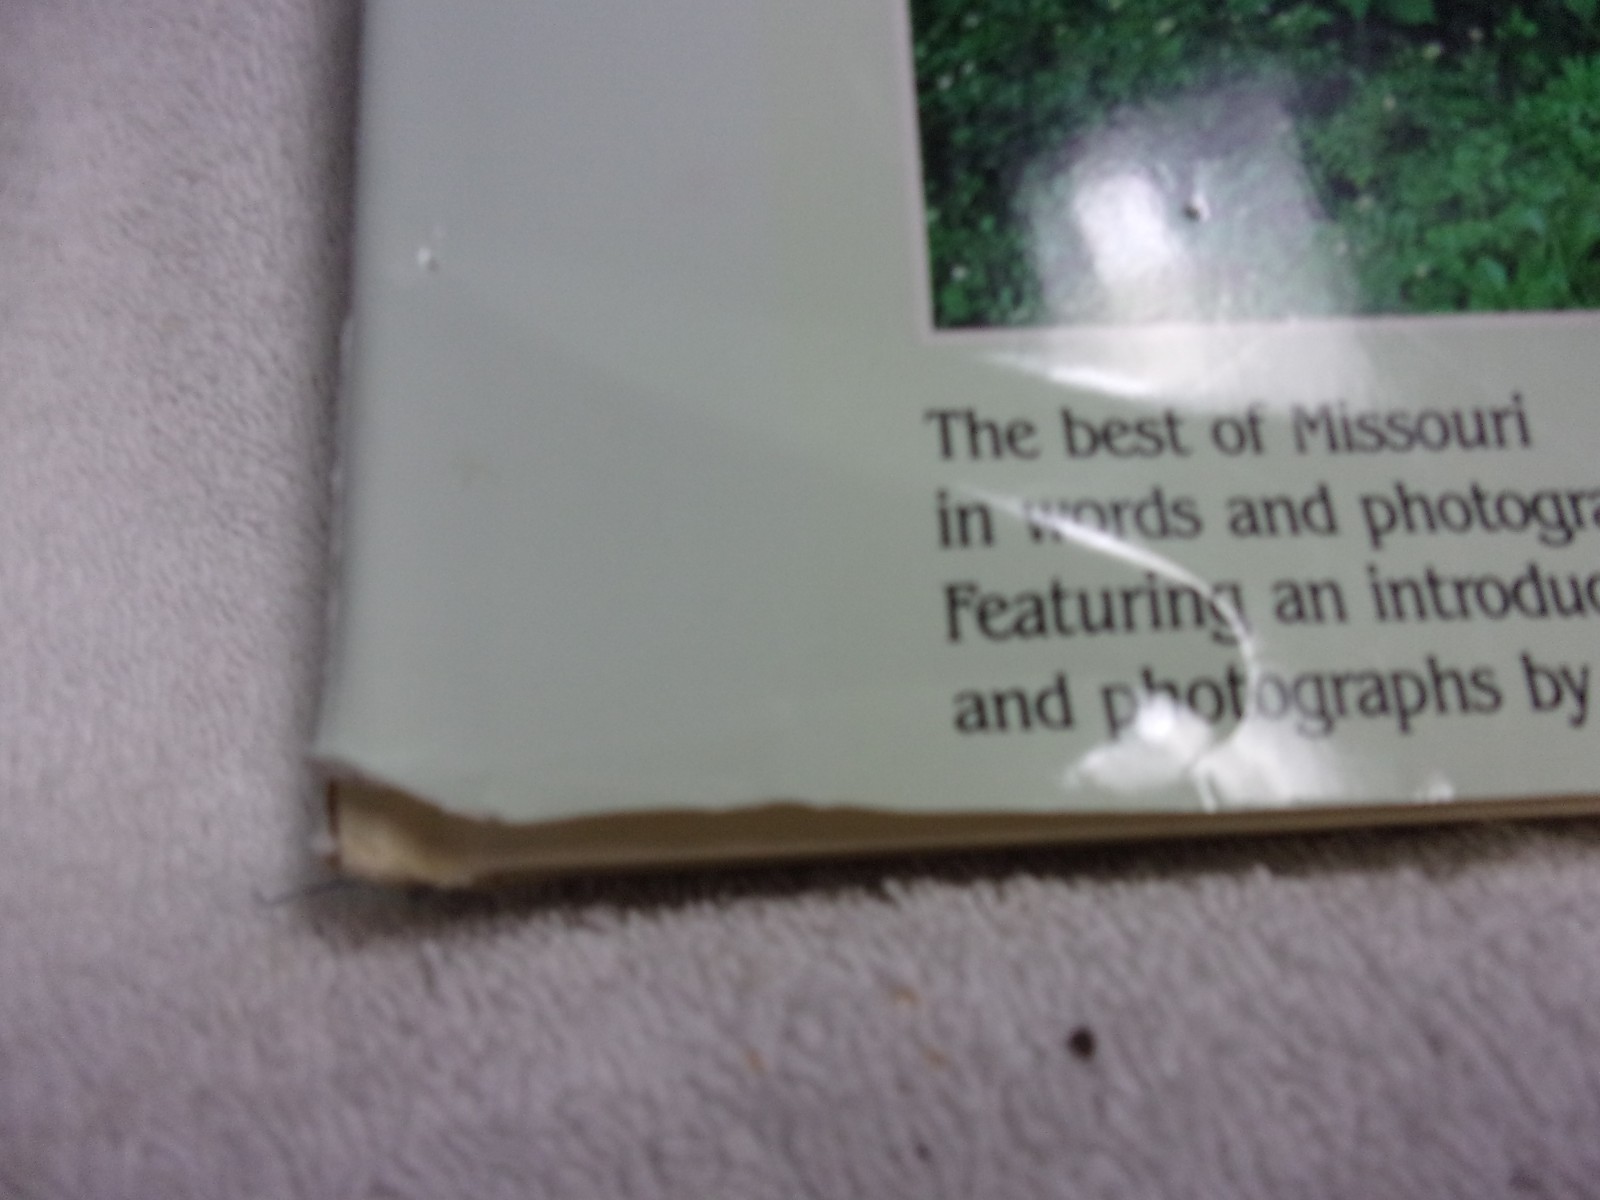 The best of Missouri
in words and photogra
Featuring an introduc
and photographs by